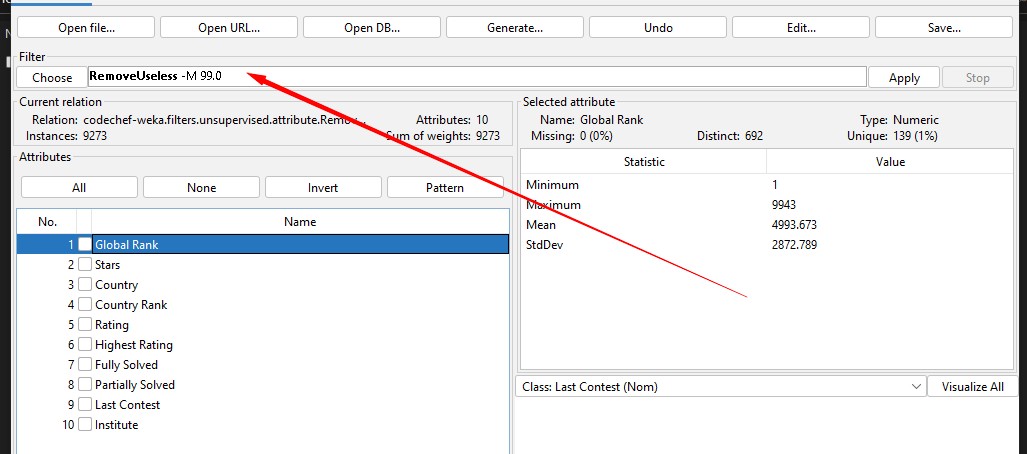 Open file... Open URL... Open DB... Generate... Undo Edit... Save...
Filter
Choose RemoveUseless -M 99.0 Apply Stop
Current relation
Relation: codechef-weka.filters.unsupervised.attribute.Remov... Attributes: 10
Instances: 9273 Sum of weights: 9273
Selected attribute
Name: Global Rank Type: Numeric
Missing: 0 (0%) Distinct: 692 Unique: 139 (1%)
Attributes
All None Invert Pattern
No. Name
1 Global Rank
2 Stars
3 Country
4 Country Rank
5 Rating
6 Highest Rating
7 Fully Solved
8 Partially Solved
9 Last Contest
10 Institute
Statistic Value
Minimum 1
Maximum 9943
Mean 4993.673
StdDev 2872.789
Class: Last Contest (Nom) Visualize All